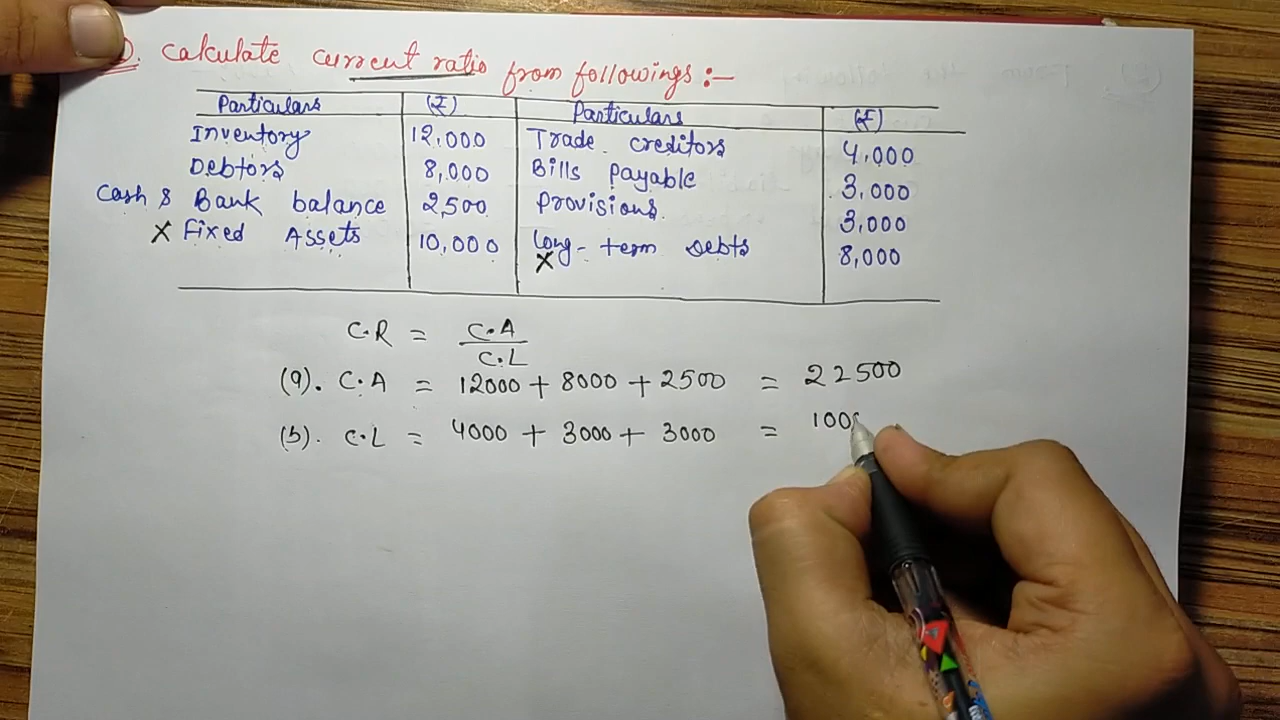 Calculate current ratio from followings :-
Particulars (₹) Particulars (₹)
Inventory 12,000 Trade creditors 4,000
Debtors 8,000 Bills Payable 3,000
Cash & Bank balance 2,500 Provisions. 3,000
X Fixed Assets 10,000 X Long-term Debts 8,000
C.R = C.A
C.L
(a). C.A = 12000 + 8000 + 2500 = 22500
(b). C.L = 4000 + 3000 + 3000 = 1000